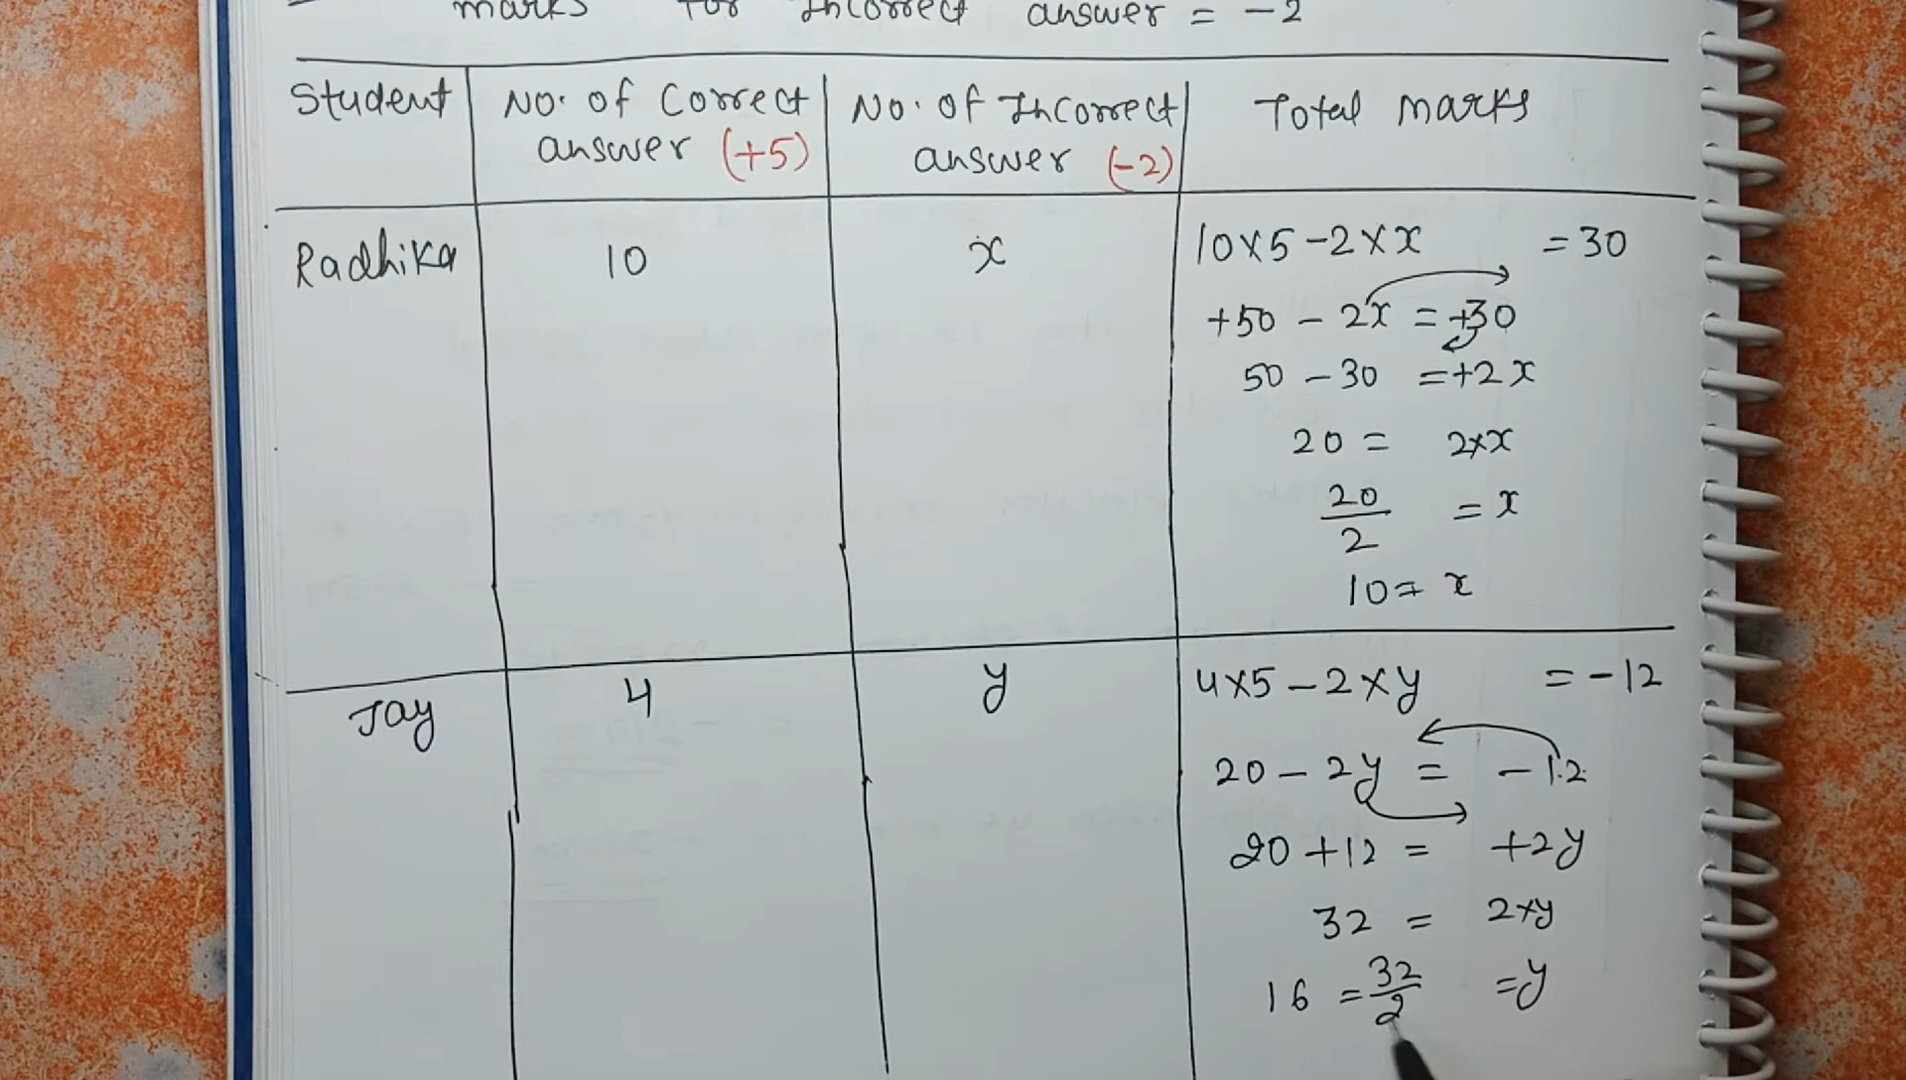 marks for Incorrect answer = -2
Student
No. of Correct
answer (+5)
No. of Incorrect
answer (-2)
Total marks
Radhika
10
x
10×5 -2×x = 30
+50 - 2x = +30
50 - 30 = +2x
20 = 2×x
20/2 = x
10 = x
Jay
4
y
4×5 - 2×y = -12
20 - 2y = -12
20 +12 = +2y
32 = 2×y
16 = 32/2 = y